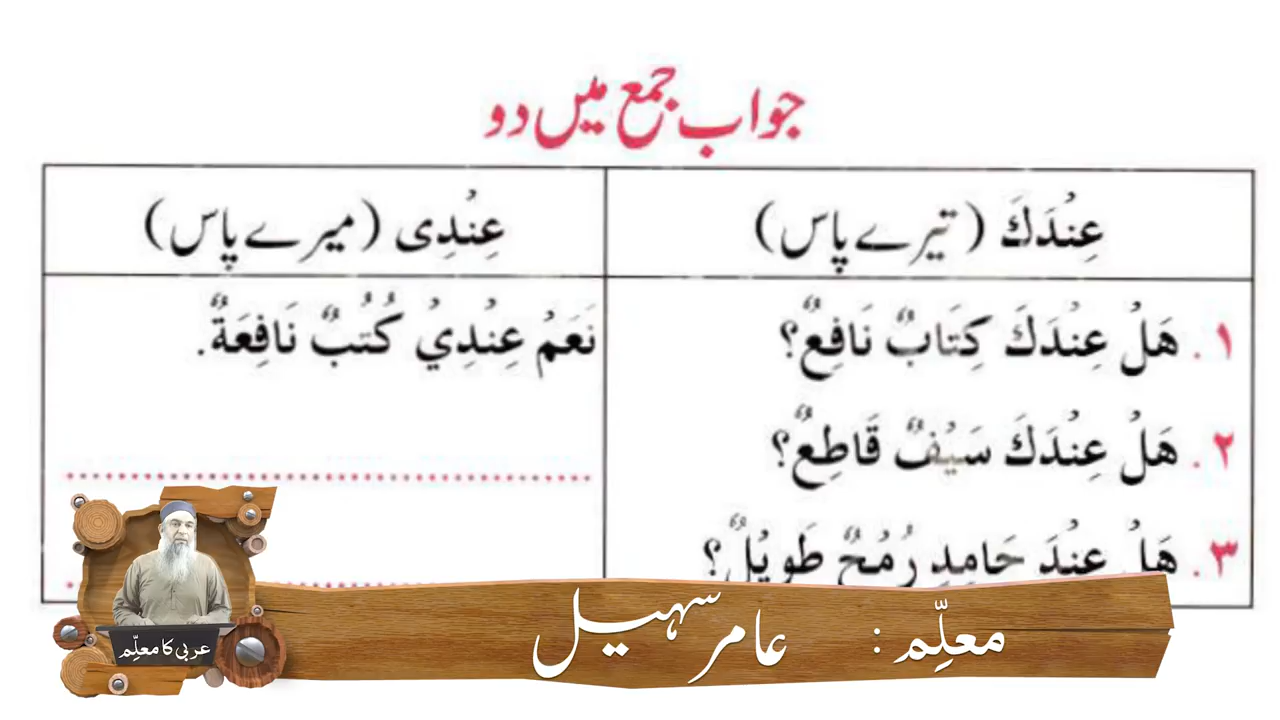 جواب جمع میں دو
عِنْدَكَ (تیرے پاس)
عِنْدِی (میرے پاس)
١. هَلْ عِنْدَكَ كِتَابٌ نَافِعٌ؟
نَعَمْ عِنْدِيْ كُتُبٌ نَافِعَةٌ.
٢. هَلْ عِنْدَكَ سَيْفٌ قَاطِعٌ؟
٣. هَلْ عِنْدَ حَامِدٍ رُمْحٌ طَوِيْلٌ؟
معلِّم : عامر سہیل
عربی کا معلِّم